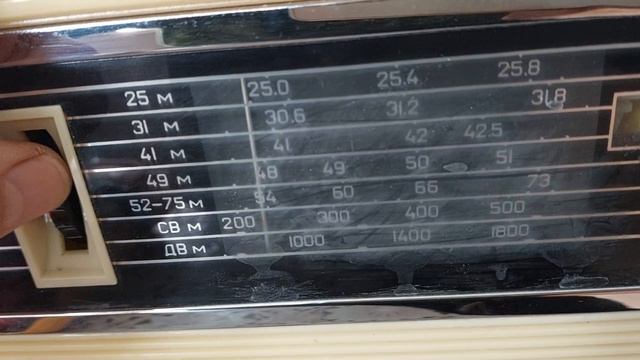 25 м 25.0 25.4 25.8
31 м 30.6 31.2 31.8
41 м 41 42 42.5
49 м 48 49 50 51
52-75м 54 60 66 73
СВ м 200 300 400 500
ДВ м 1000 1400 1800